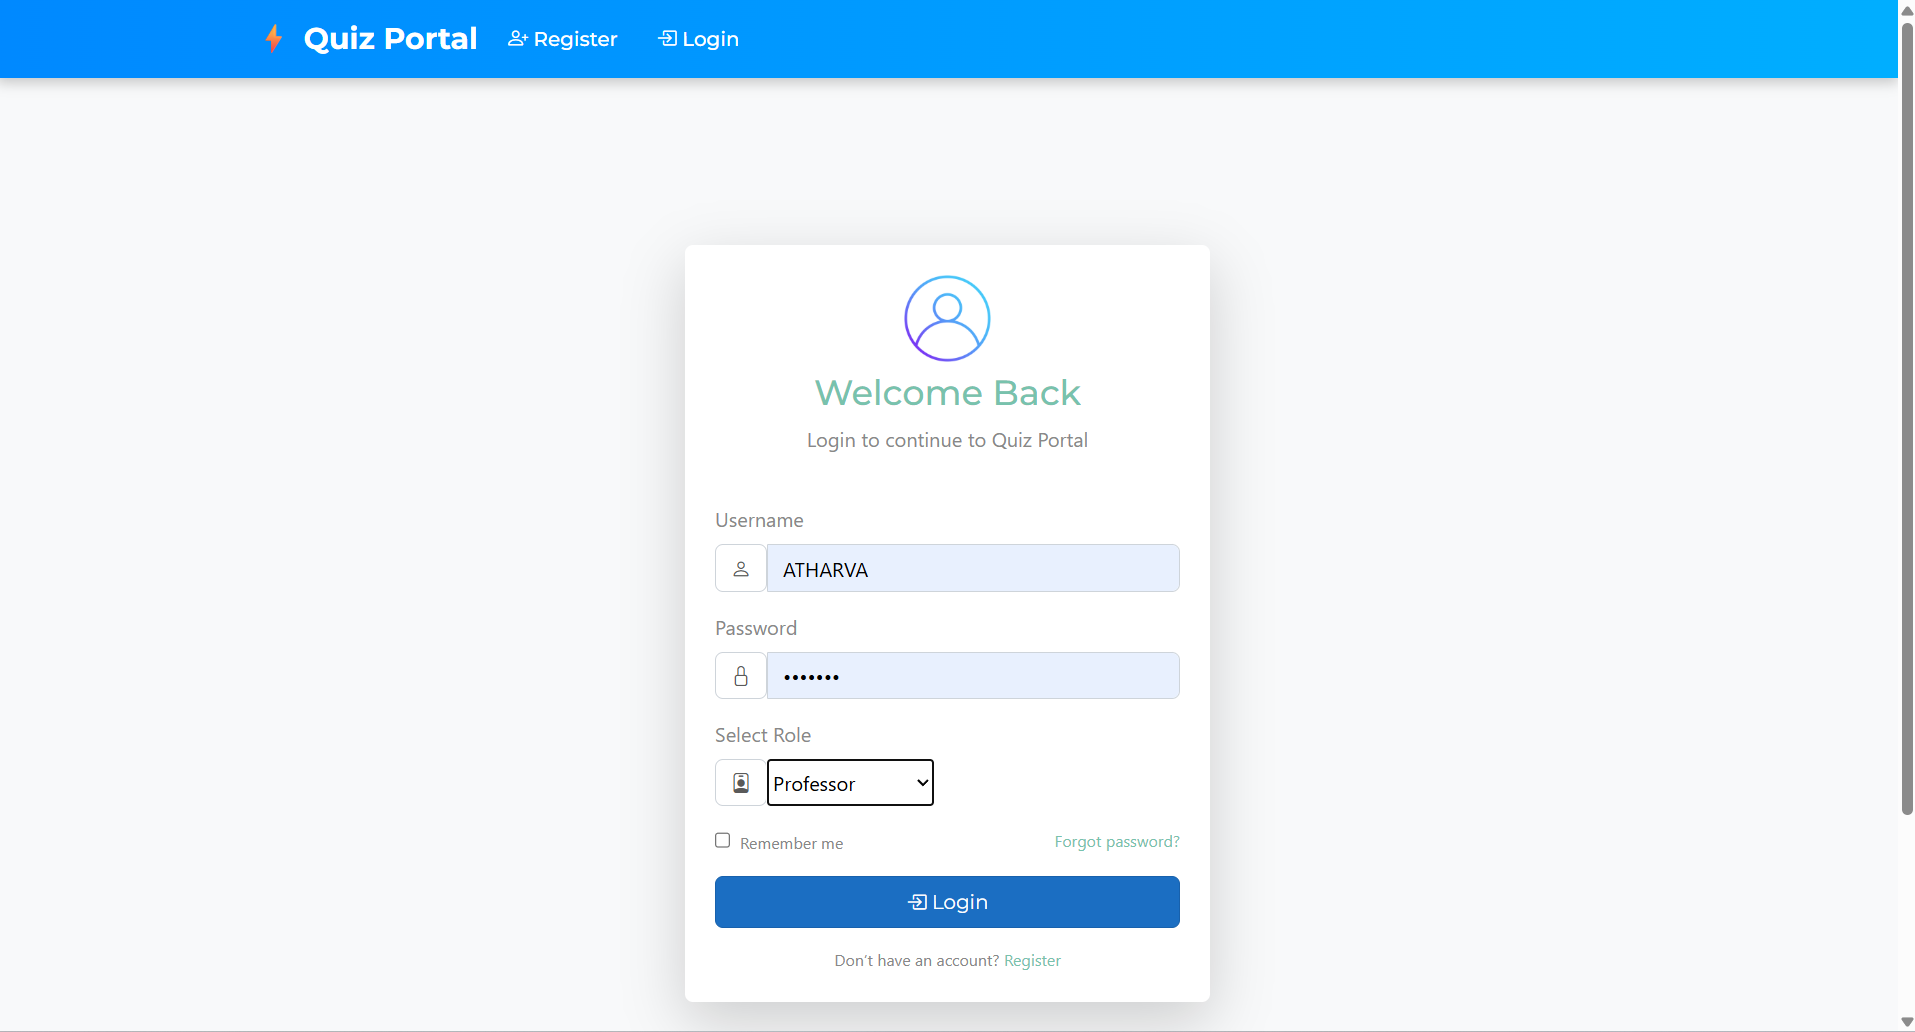 Quiz Portal Register Login
Welcome Back
Login to continue to Quiz Portal
Username
ATHARVA
Password
•••••••
Select Role
Professor
Remember me Forgot password?
Login
Don't have an account? Register